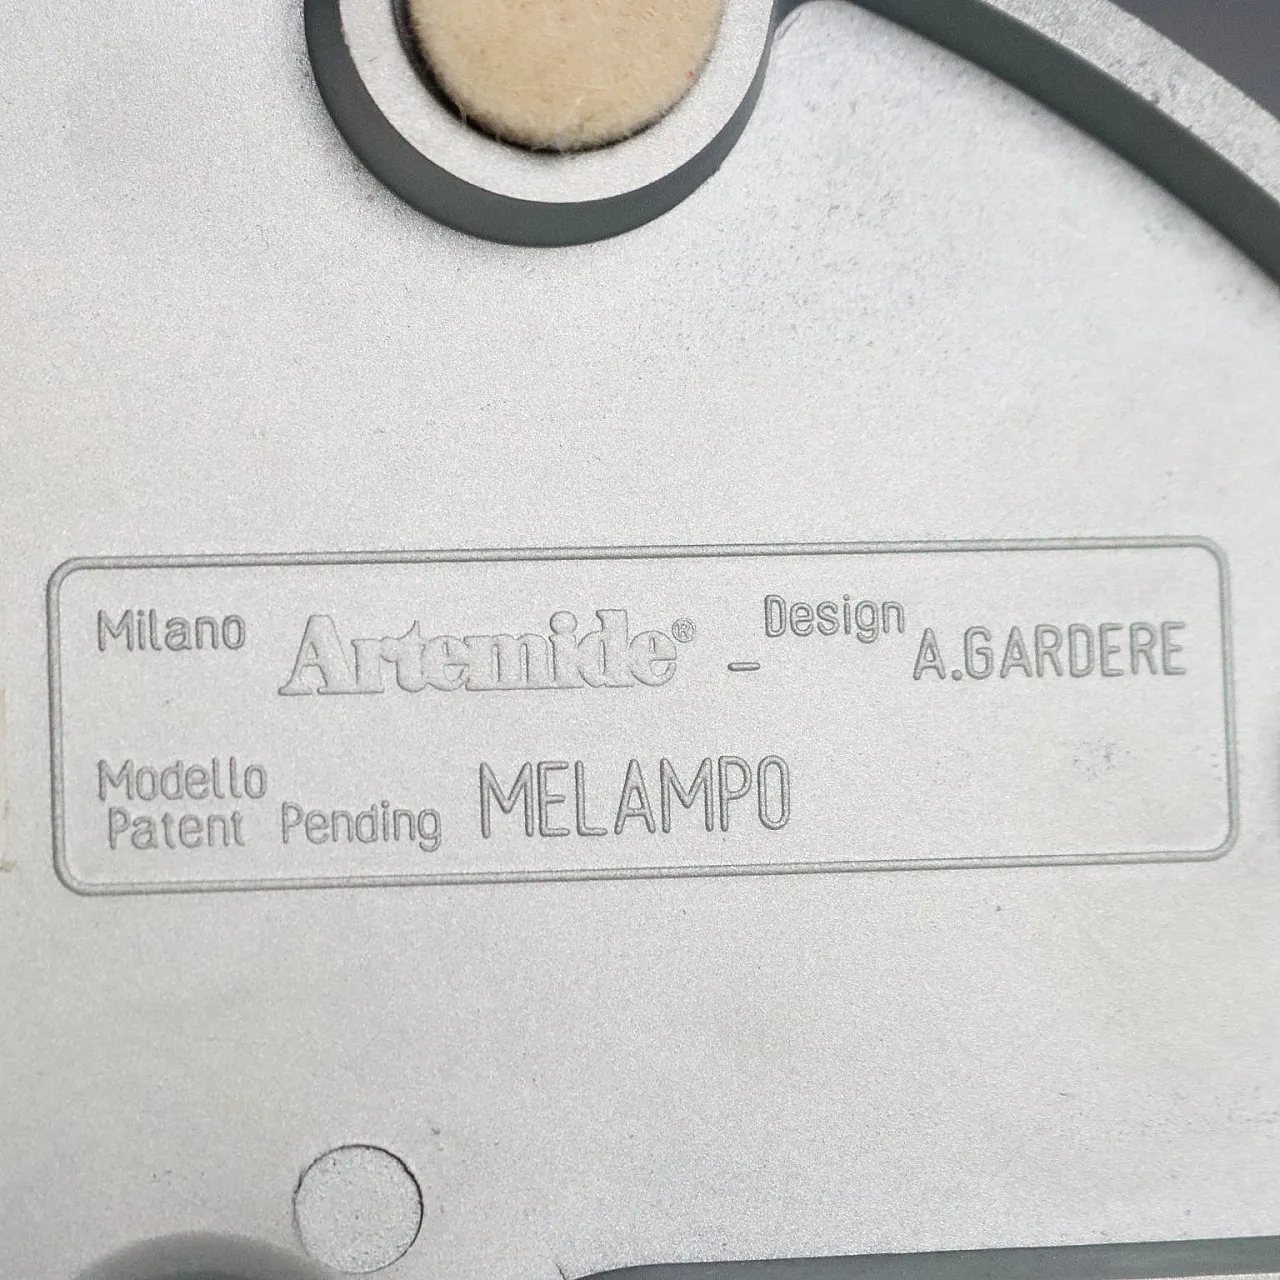 Milano Artemide® - Design A.GARDERE
Modello
Patent Pending MELAMPO